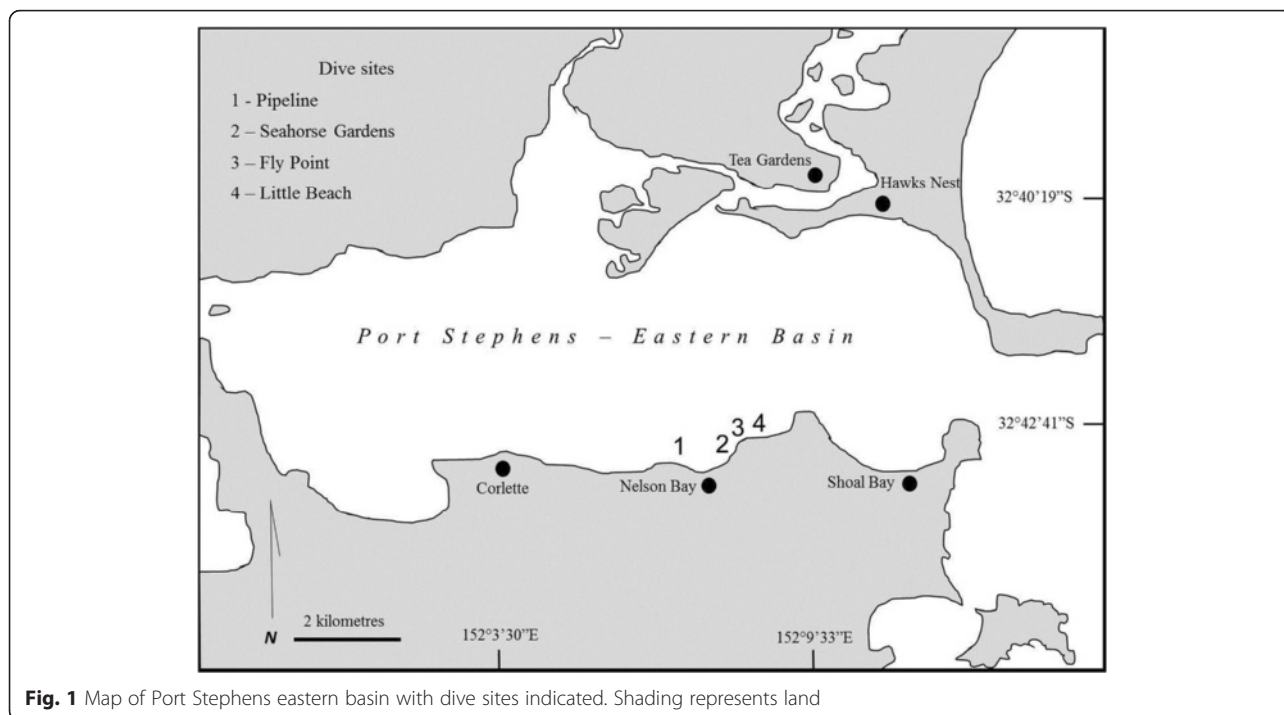 Dive sites
1 - Pipeline
2 – Seahorse Gardens
3 – Fly Point
4 – Little Beach
Tea Gardens
Hawks Nest
32°40’19”S
Port Stephens – Eastern Basin
32°42’41”S
1
2
3
4
Corlette
Nelson Bay
Shoal Bay
2 kilometres
N
152°3’30”E
152°9’33”E
Fig. 1 Map of Port Stephens eastern basin with dive sites indicated. Shading represents land